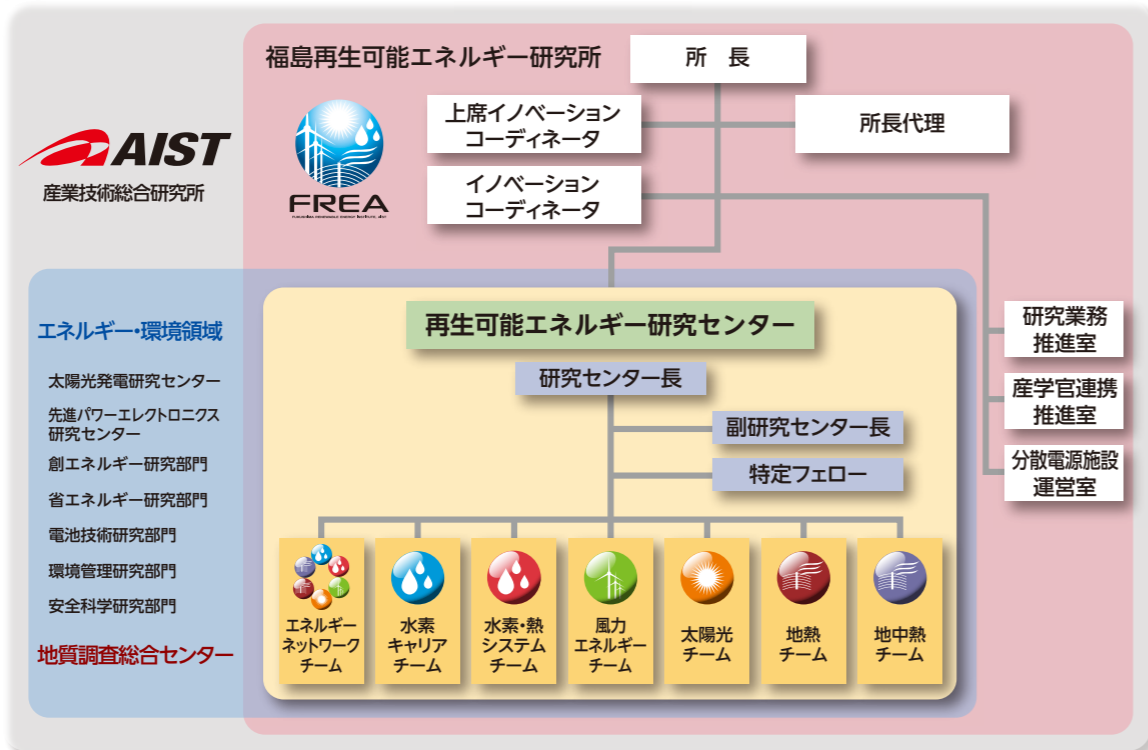 福島再生可能エネルギー研究所
所 長
上席イノベーション
コーディネータ
所長代理
イノベーション
コーディネータ
AIST
産業技術総合研究所
FREA
FUKUSHIMA RENEWABLE ENERGY INSTITUTE, AIST
エネルギー・環境領域
太陽光発電研究センター
先進パワーエレクトロニクス
研究センター
創エネルギー研究部門
省エネルギー研究部門
電池技術研究部門
環境管理研究部門
安全科学研究部門
地質調査総合センター
再生可能エネルギー研究センター
研究センター長
副研究センター長
特定フェロー
エネルギー
ネットワーク
チーム
水素
キャリア
チーム
水素・熱
システム
チーム
風力
エネルギー
チーム
太陽光
チーム
地熱
チーム
地中熱
チーム
研究業務
推進室
産学官連携
推進室
分散電源施設
運営室